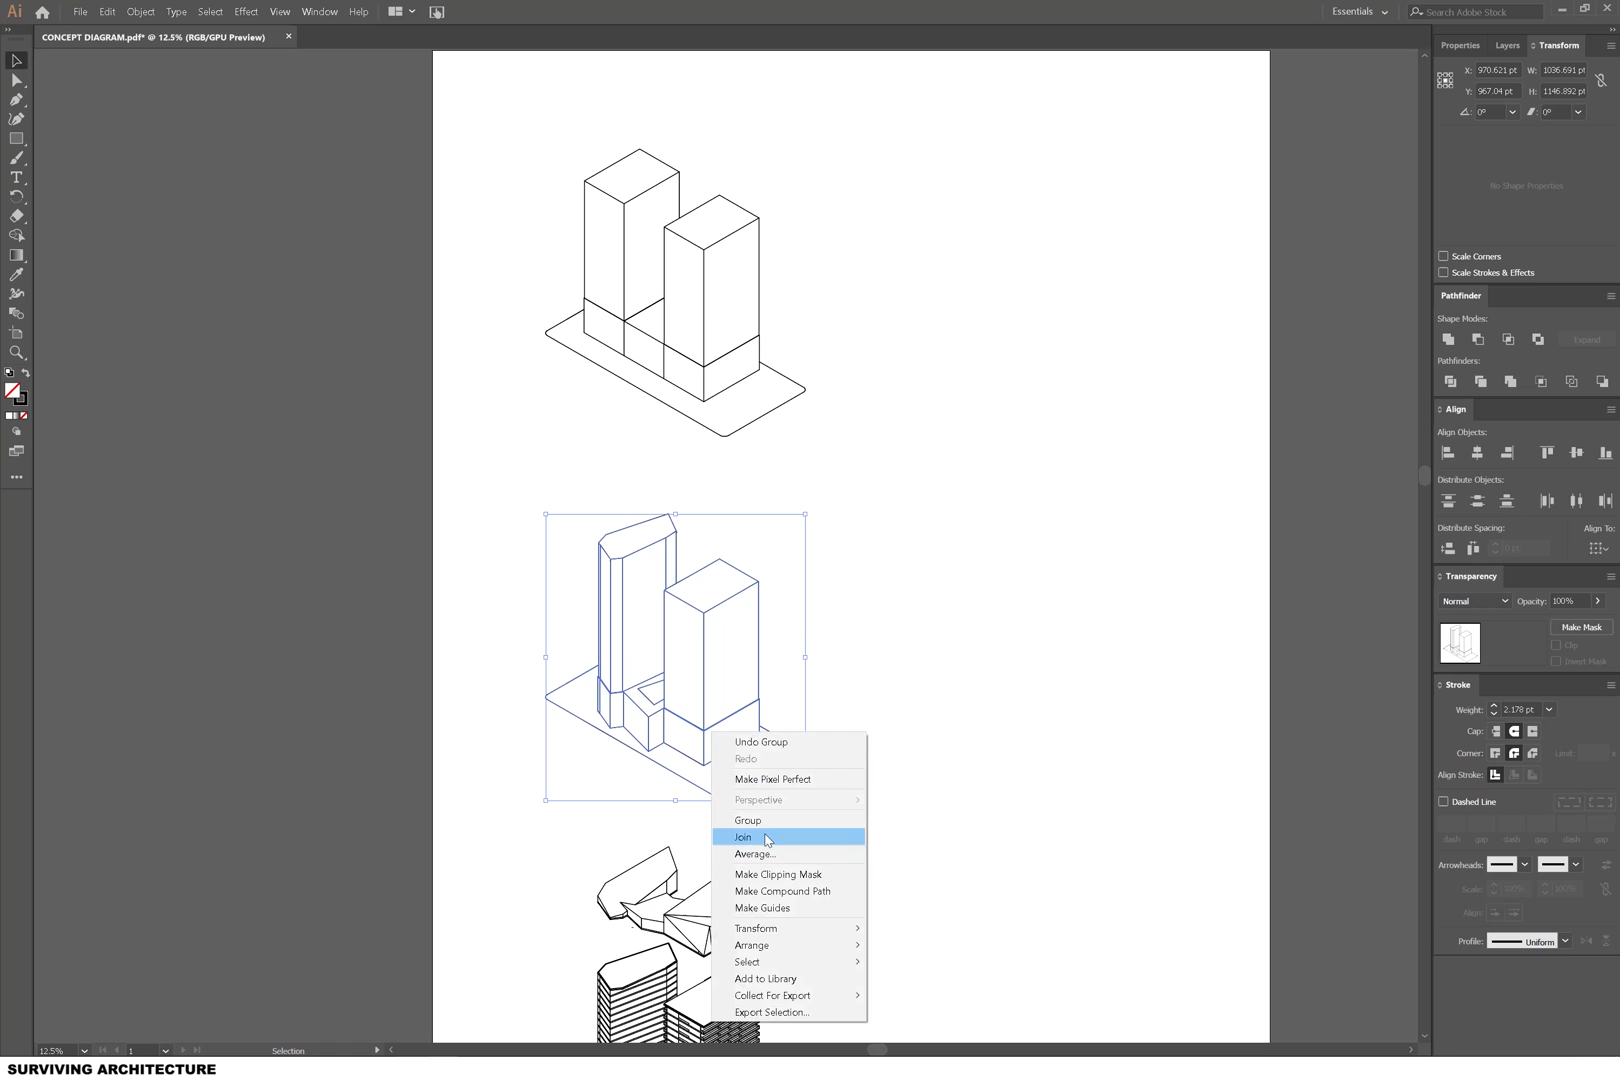 Ai File Edit Object Type Select Effect View Window Help Essentials Search Adobe Stock
CONCEPT DIAGRAM.pdf* @ 12.5% (RGB/GPU Preview) ×
Properties Layers Transform
X: 970.621 pt W: 1036.691 pt
Y: 967.04 pt H: 1146.892 pt
0° 0°
No Shape Properties
Scale Corners
Scale Strokes & Effects
Pathfinder
Shape Modes:
Expand
Pathfinders:
Align
Align Objects:
Distribute Objects:
Distribute Spacing: Align To:
0 pt
Transparency
Normal Opacity: 100%
Make Mask
Clip
Invert Mask
Stroke
Weight: 2.178 pt
Cap:
Corner: Limit:
Align Stroke:
Dashed Line
dash gap dash gap dash gap
Arrowheads:
Scale: 100% 100%
Align:
Profile: Uniform
Undo Group
Redo
Make Pixel Perfect
Perspective
Group
Join
Average...
Make Clipping Mask
Make Compound Path
Make Guides
Transform
Arrange
Select
Add to Library
Collect For Export
Export Selection...
12.5% 1 Selection
SURVIVING ARCHITECTURE